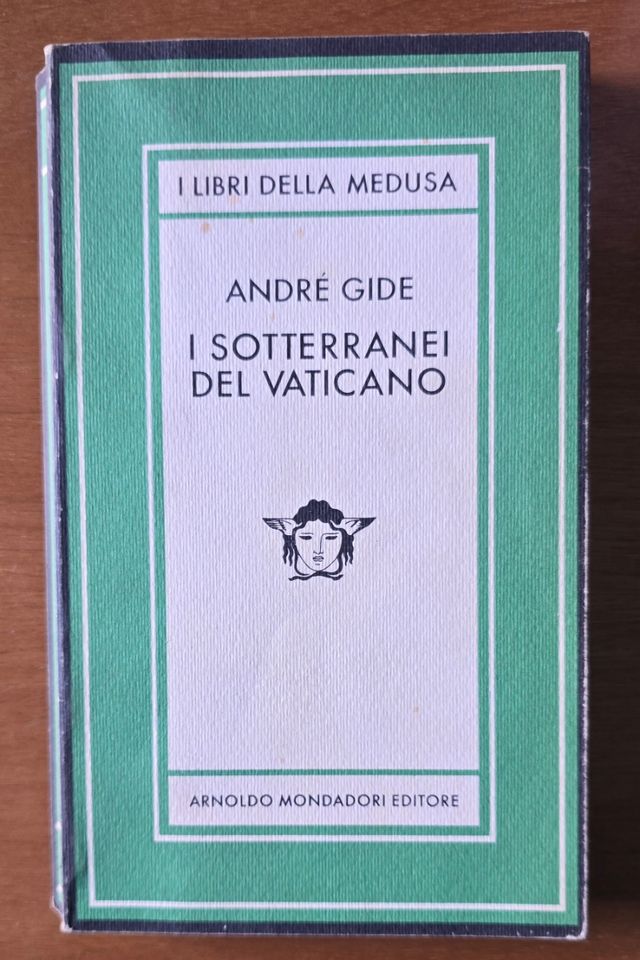 I LIBRI DELLA MEDUSA
ANDRÉ GIDE
I SOTTERRANEI
DEL VATICANO
ARNOLDO MONDADORI EDITORE